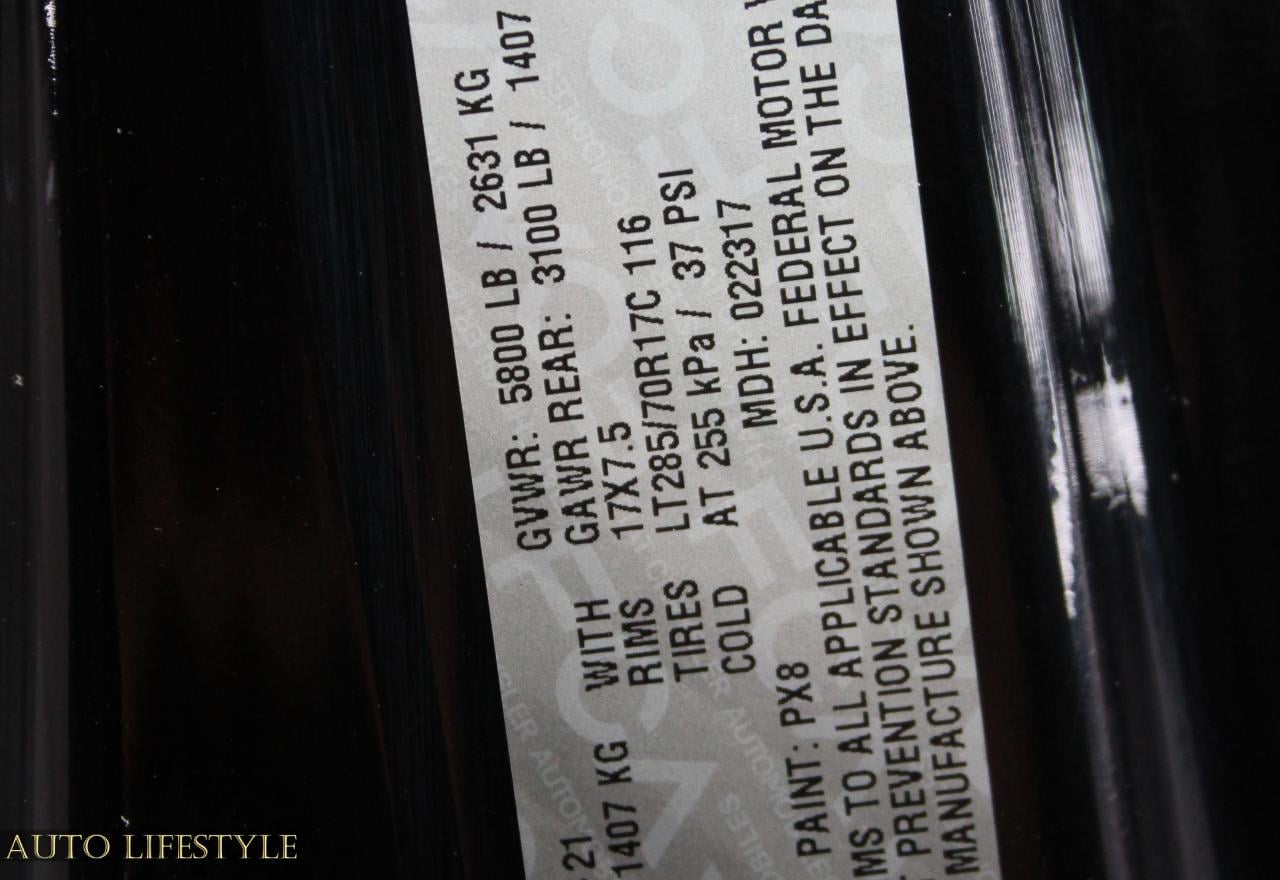 21 GVWR: 5800 LB / 2631 KG
1407 KG WITH GAWR REAR: 3100 LB / 1407
RIMS 17X7.5
TIRES LT285/70R17C 116
COLD AT 255 kPa / 37 PSI
PAINT: PX8 MDH: 022317
MS TO ALL APPLICABLE U.S.A. FEDERAL MOTOR
PREVENTION STANDARDS IN EFFECT ON THE DA
MANUFACTURE SHOWN ABOVE.
AUTO LIFESTYLE